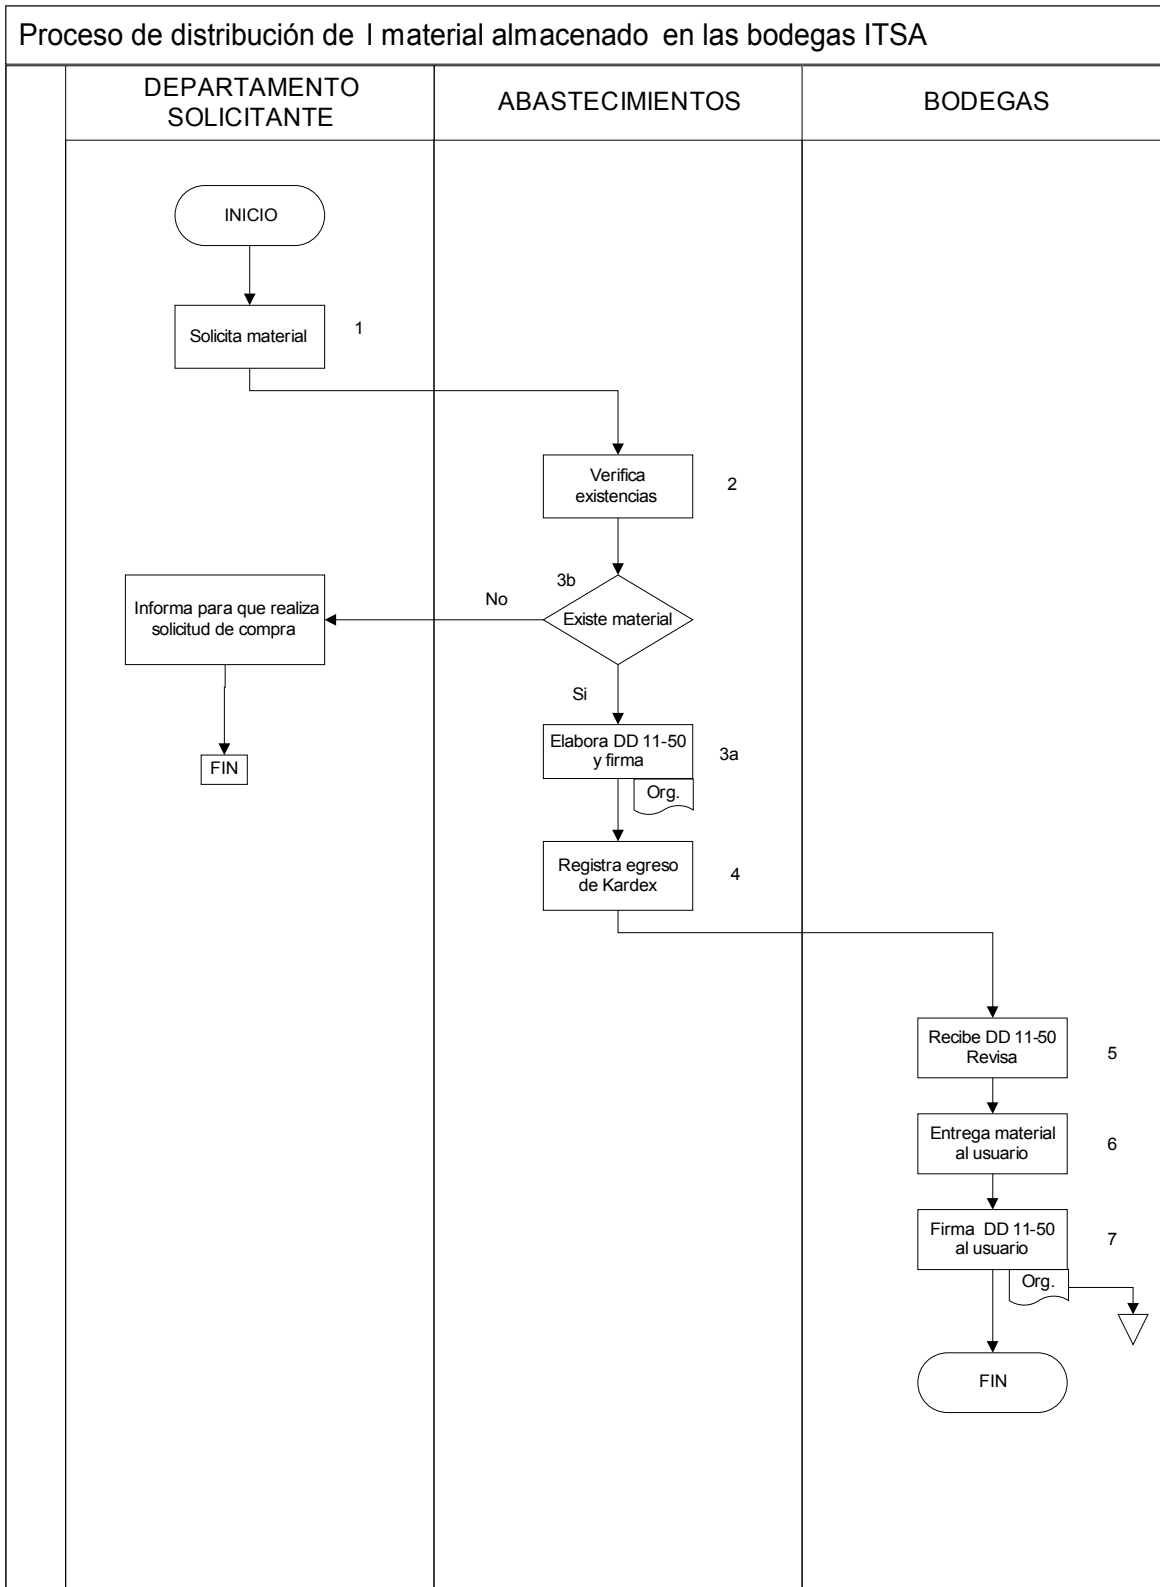 Proceso de distribución de l material almacenado en las bodegas ITSA
DEPARTAMENTO
SOLICITANTE
ABASTECIMIENTOS
BODEGAS
INICIO
Solicita material
1
Verifica
existencias
2
3b
Existe material
No
Informa para que realiza
solicitud de compra
FIN
Si
Elabora DD 11-50
y firma
3a
Org.
Registra egreso
de Kardex
4
Recibe DD 11-50
Revisa
5
Entrega material
al usuario
6
Firma DD 11-50
al usuario
7
Org.
FIN